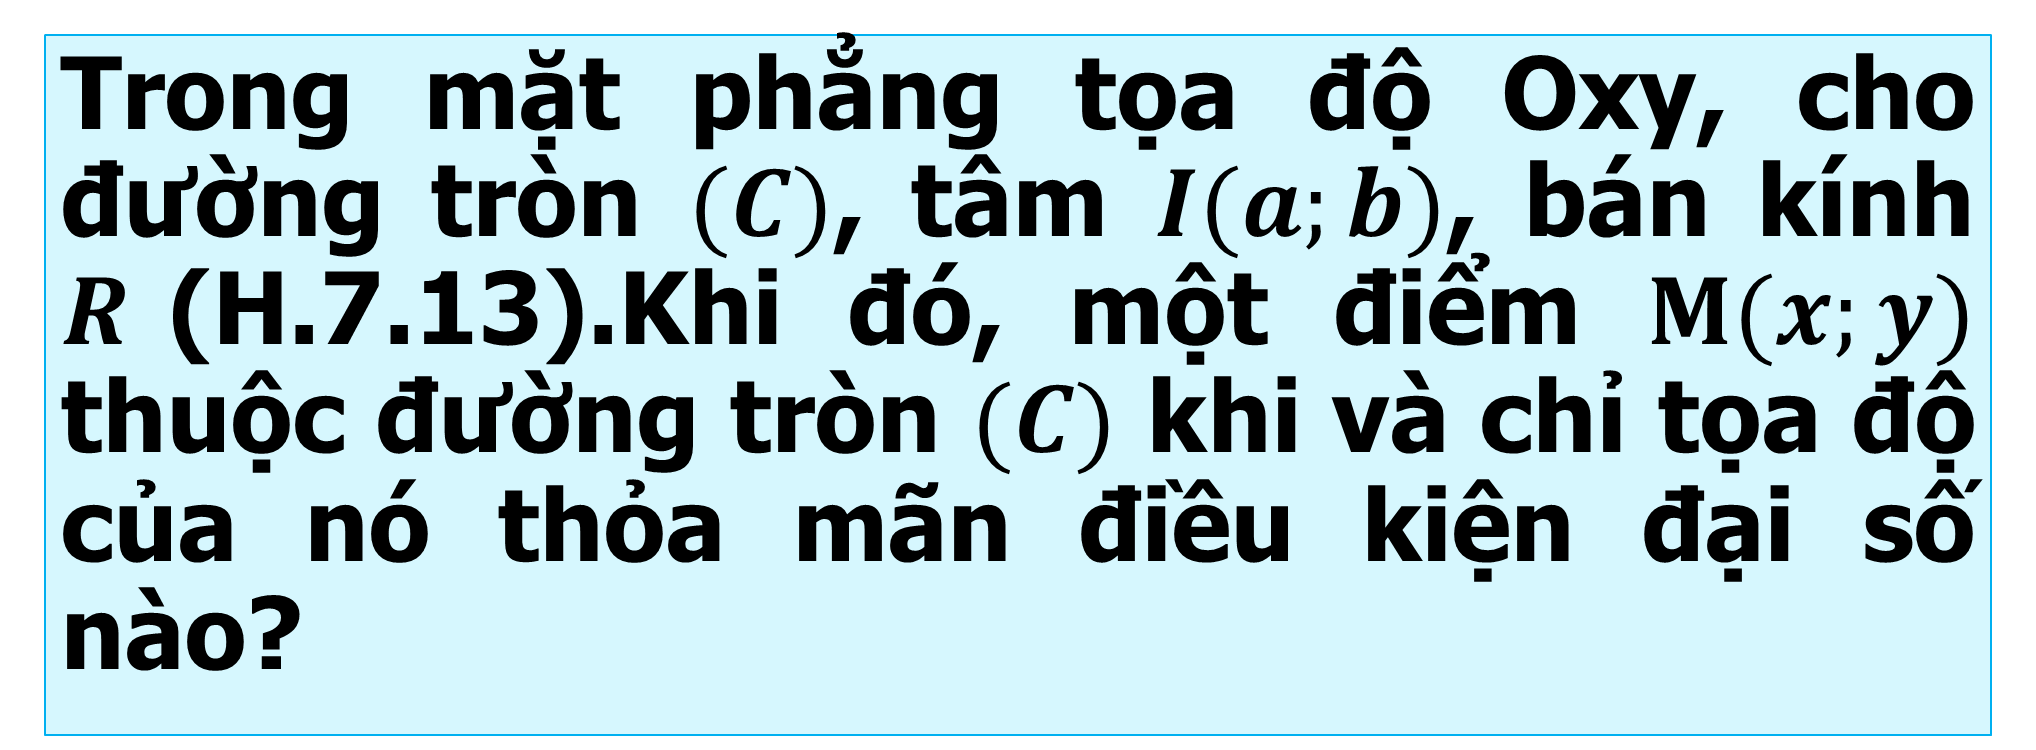 Trong mặt phẳng tọa độ Oxy, cho
đường tròn (C), tâm I(a; b), bán kính
R (H.7.13).Khi đó, một điểm M(x; y)
thuộc đường tròn (C) khi và chỉ tọa độ
của nó thỏa mãn điều kiện đại số
nào?